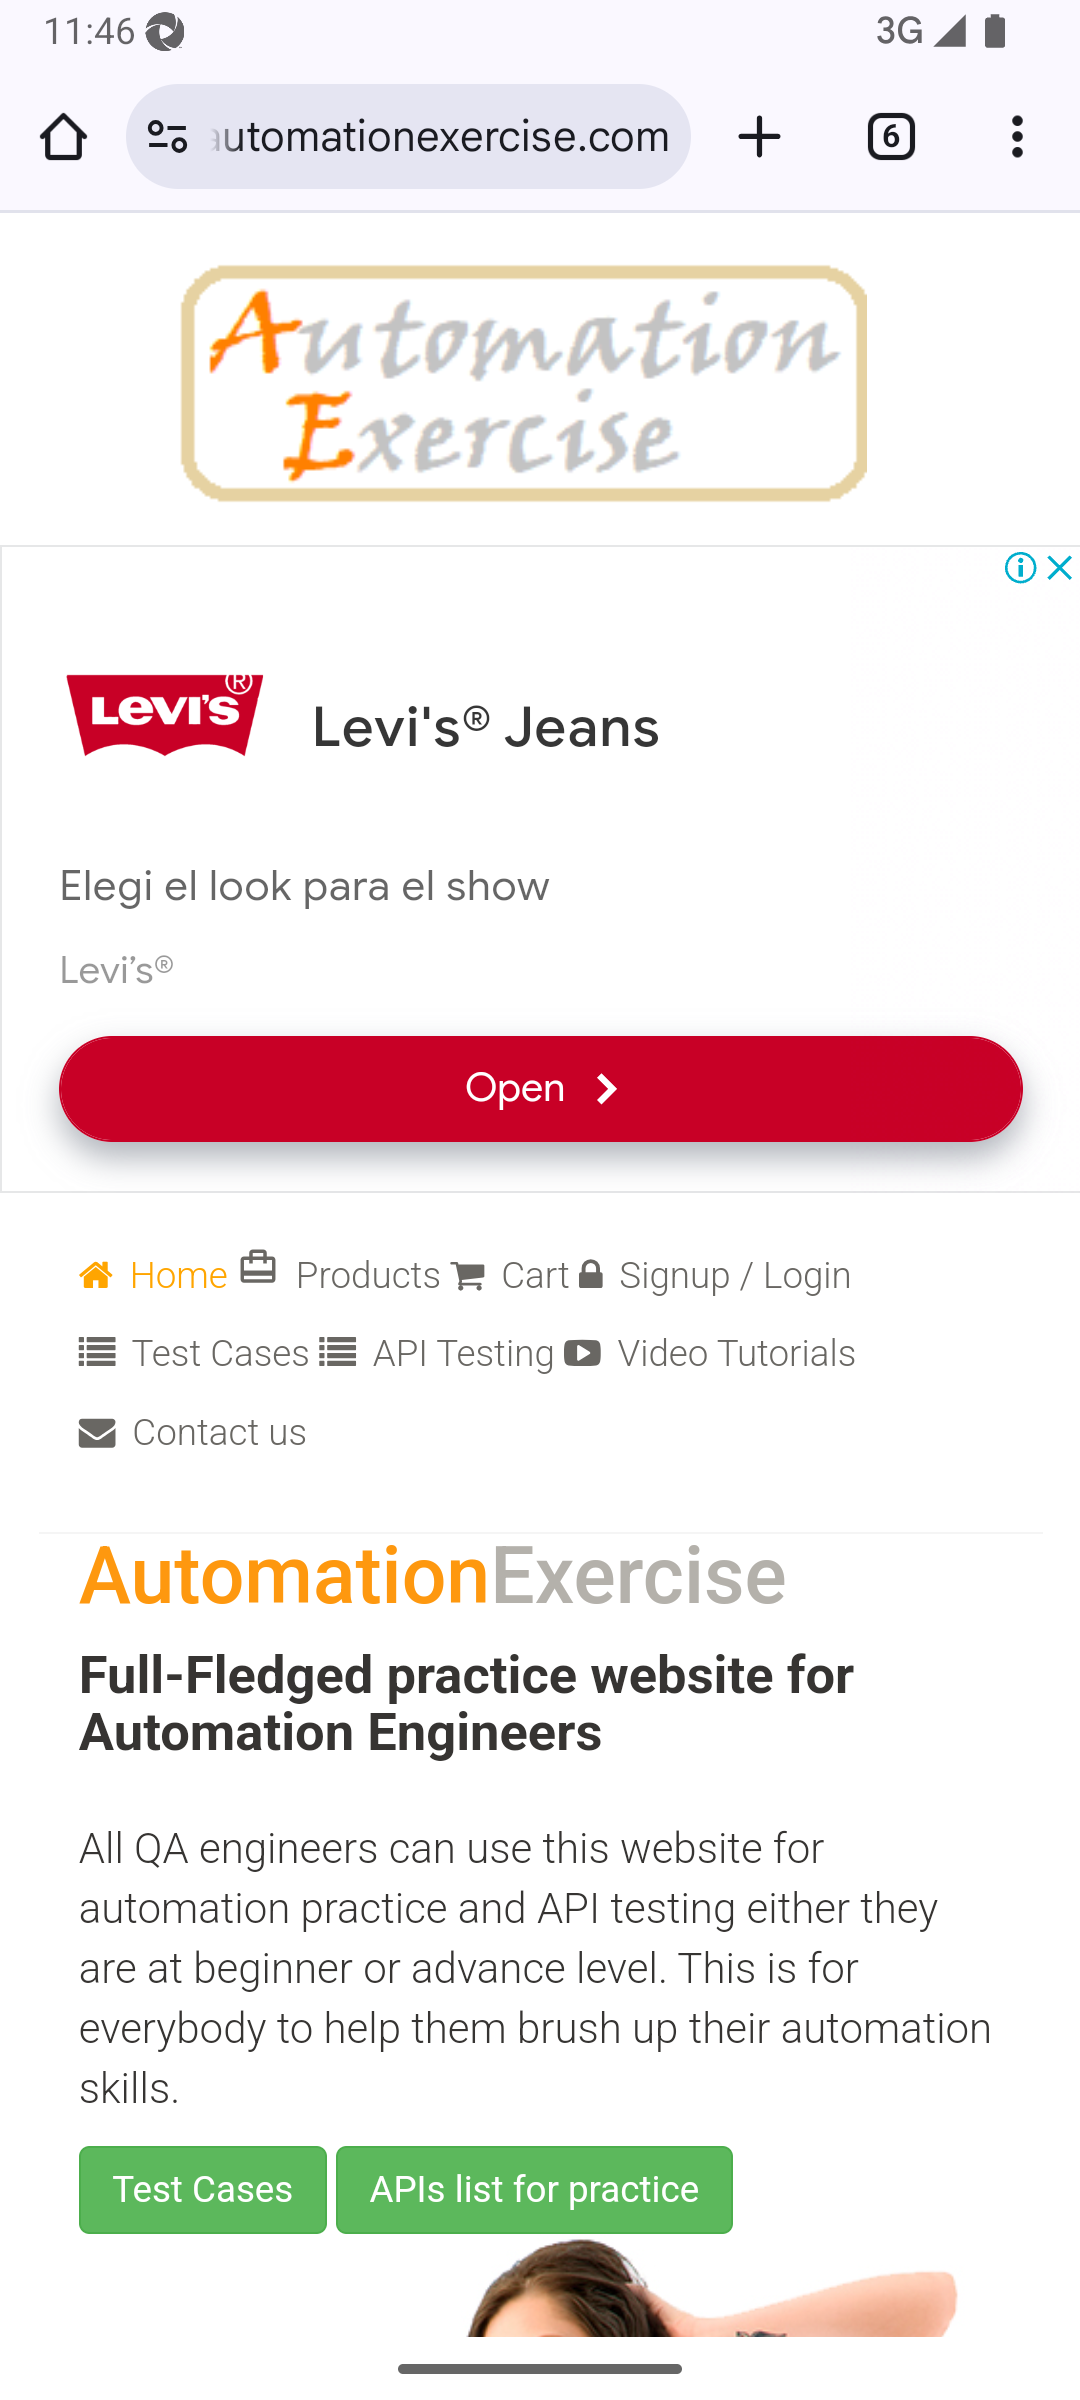 11:46 3G
automationexercise.com 6
Automation
Exercise
LEVI'S®
Levi's® Jeans
Elegi el look para el show
Levi’s®
Open
Home Products Cart Signup / Login
Test Cases API Testing Video Tutorials
Contact us
AutomationExercise
Full-Fledged practice website for
Automation Engineers
All QA engineers can use this website for
automation practice and API testing either they
are at beginner or advance level. This is for
everybody to help them brush up their automation
skills.
Test Cases APIs list for practice